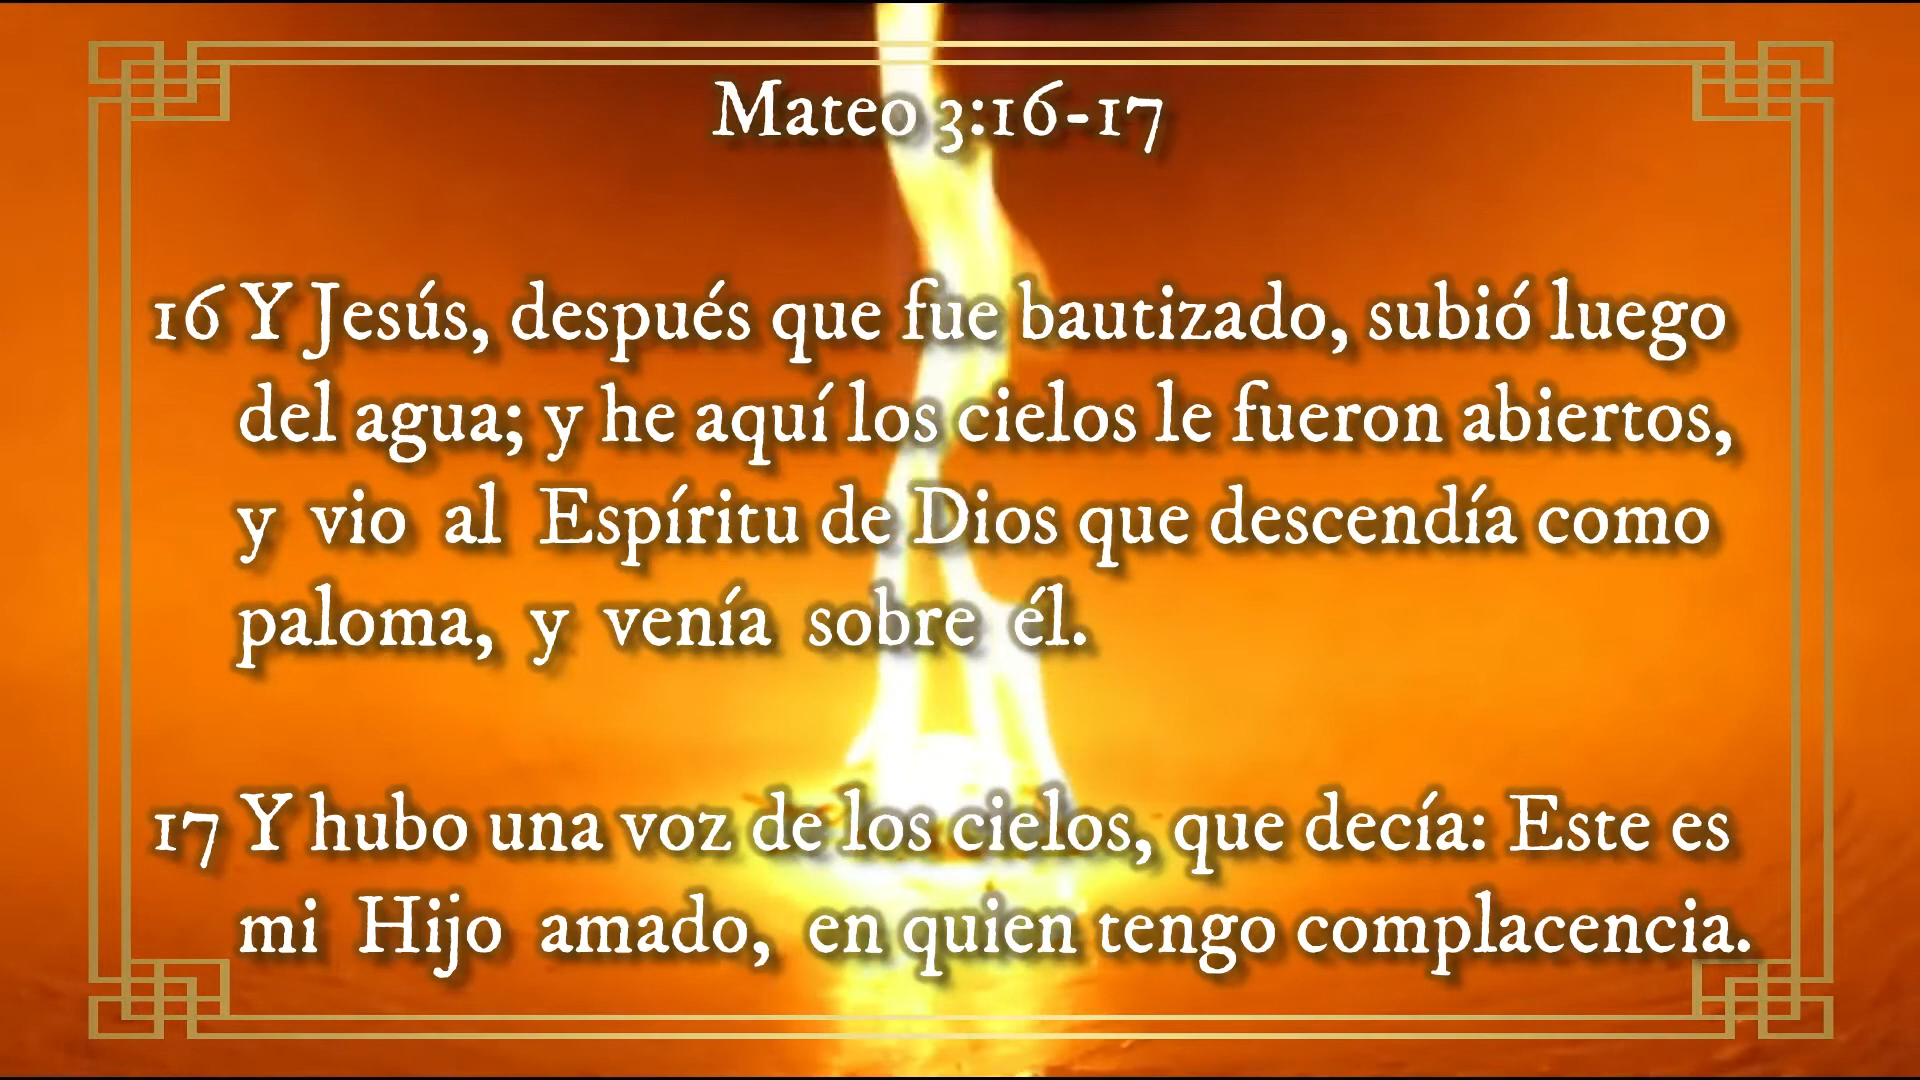 Mateo 3:16-17
16 Y Jesús, después que fue bautizado, subió luego
del agua; y he aquí los cielos le fueron abiertos,
y vio al Espíritu de Dios que descendía como
paloma, y venía sobre él.
17 Y hubo una voz de los cielos, que decía: Este es
mi Hijo amado, en quien tengo complacencia.